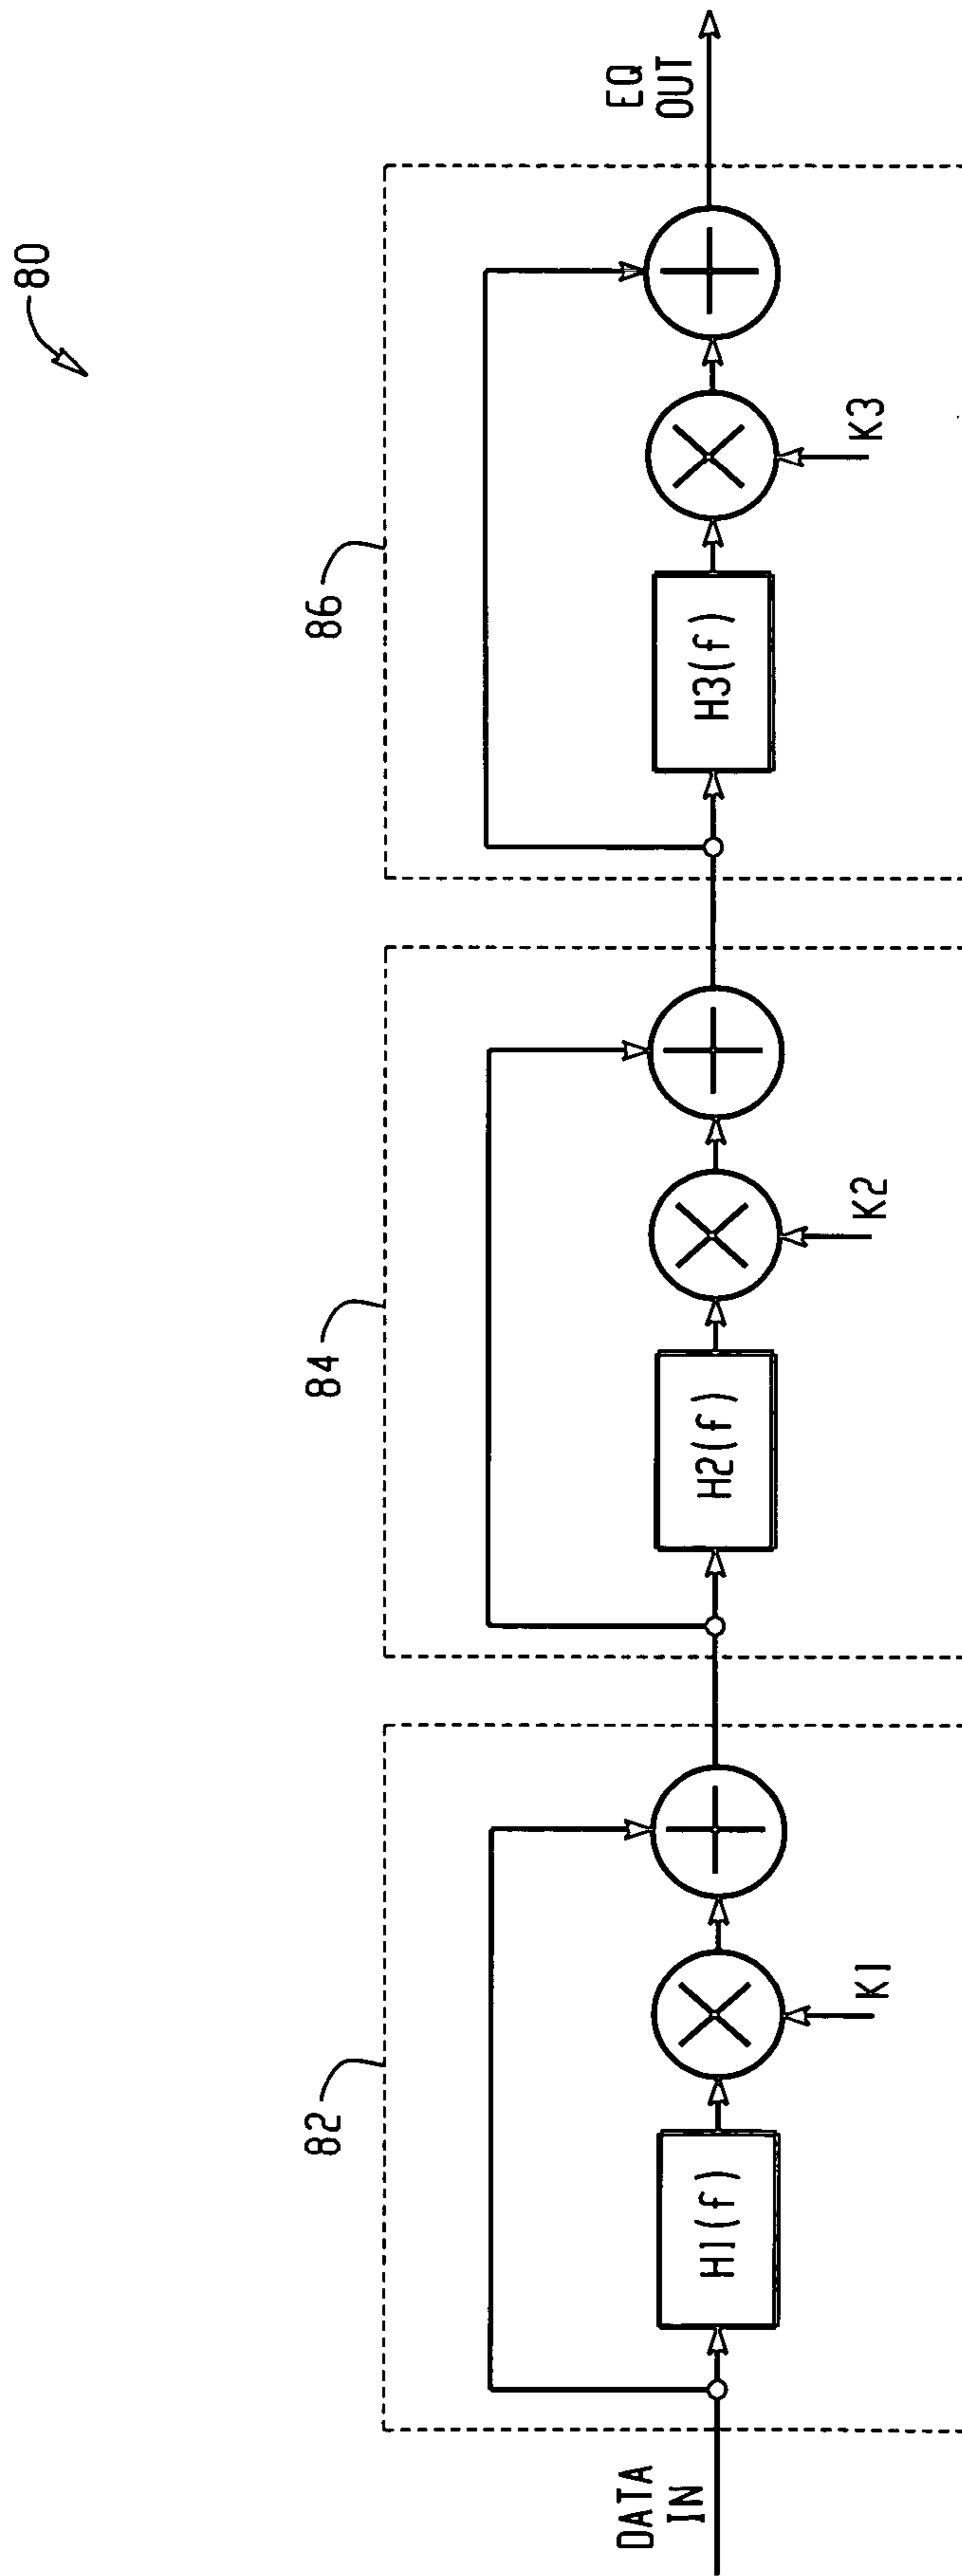 80
82
84
86
DATA
IN
H1(f)
K1
H2(f)
K2
H3(f)
K3
EQ
OUT